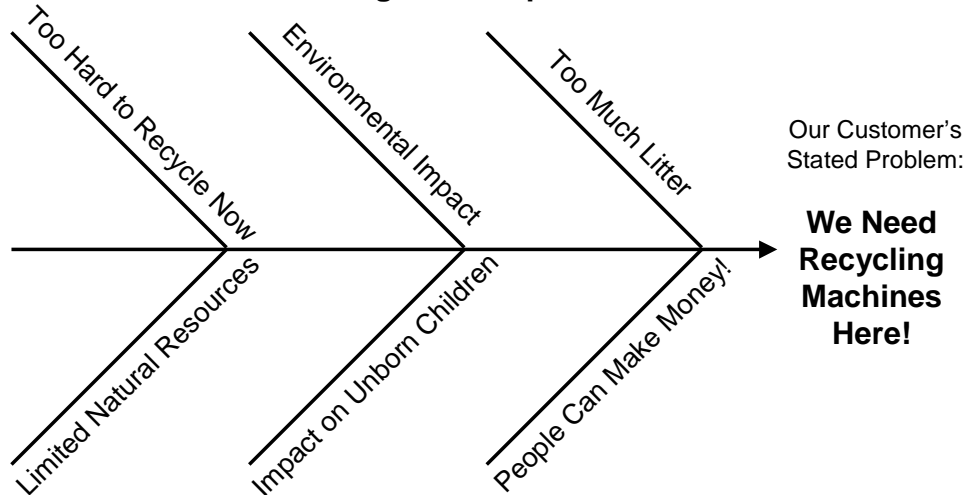 Too Hard to Recycle Now
Environmental Impact
Too Much Litter
Our Customer's
Stated Problem:
We Need
Recycling
Machines
Here!
Limited Natural Resources
Impact on Unborn Children
People Can Make Money!